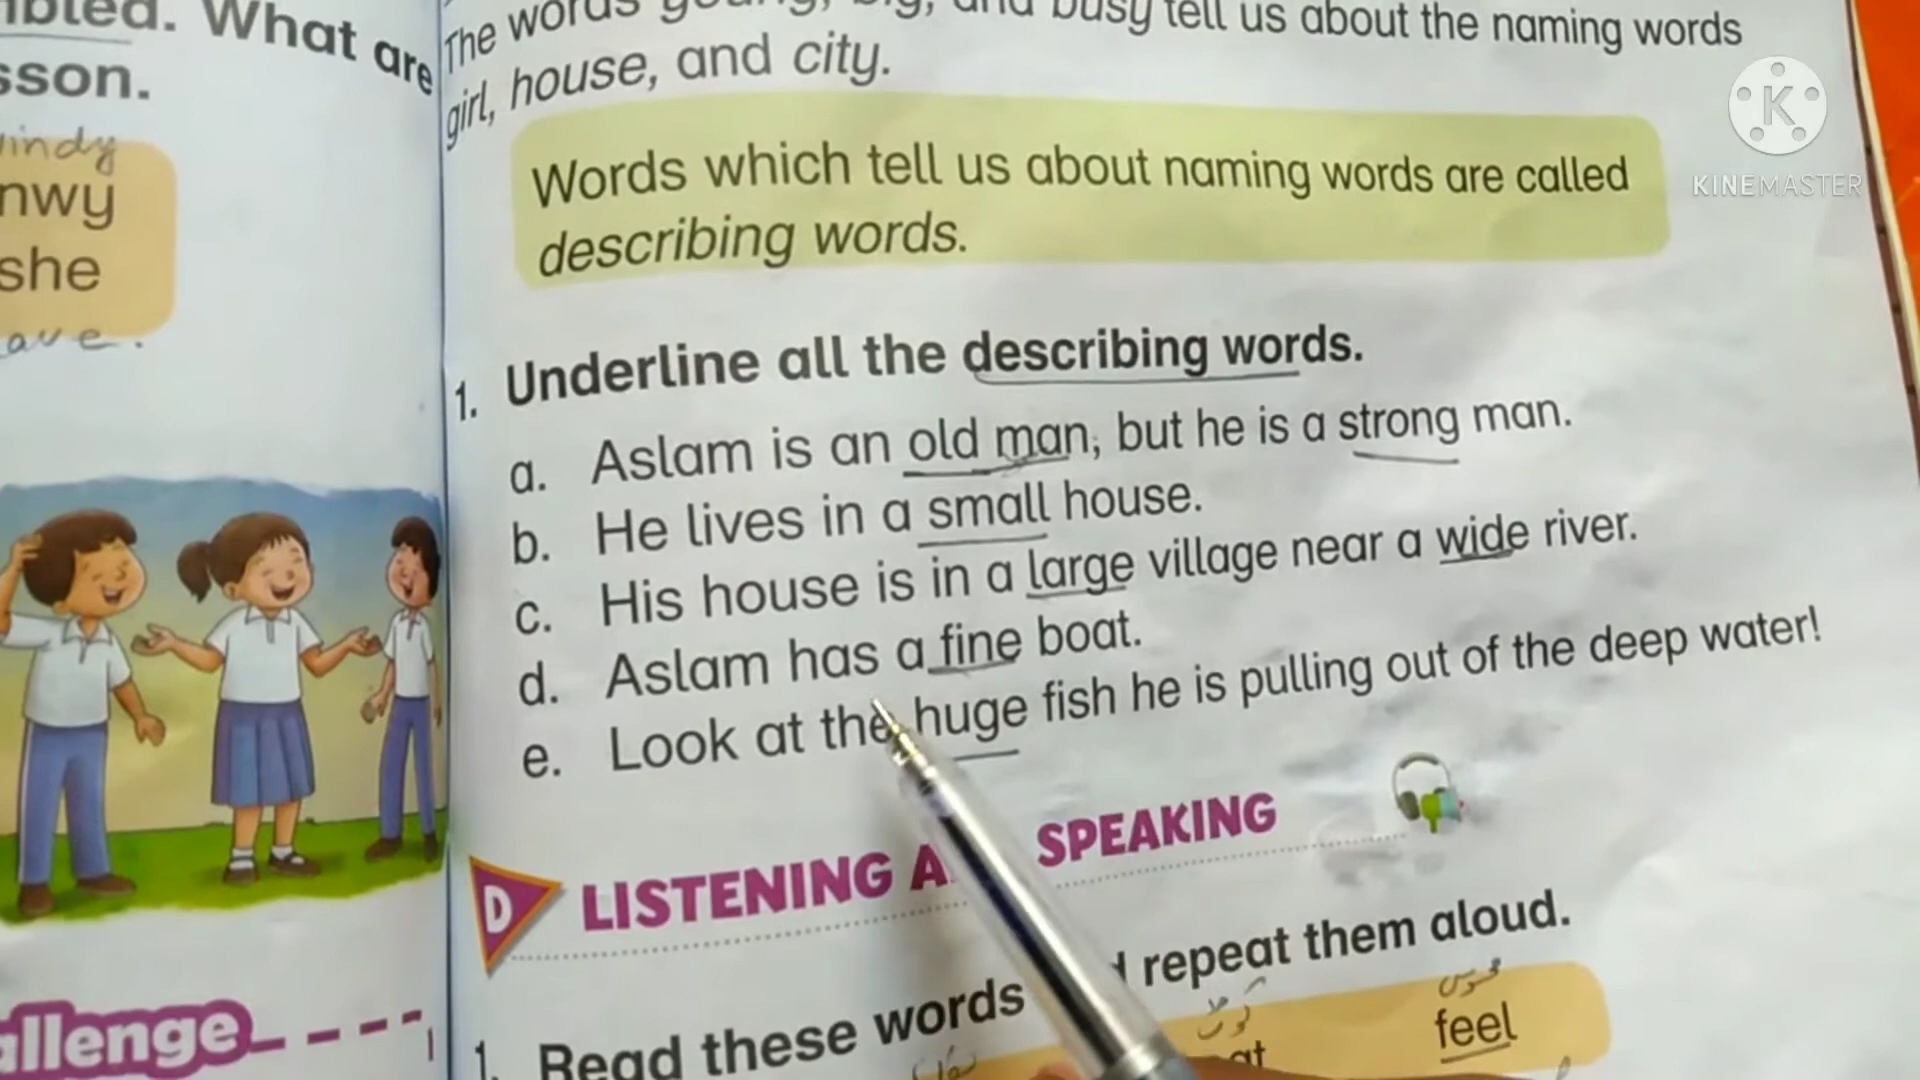 What are
sson.
indy
nwy
she
ave.
allenge
The words young, big, and busy tell us about the naming words
girl, house, and city.
Words which tell us about naming words are called
describing words.
1. Underline all the describing words.
a. Aslam is an old man, but he is a strong man.
b. He lives in a small house.
c. His house is in a large village near a wide river.
d. Aslam has a fine boat.
e. Look at the huge fish he is pulling out of the deep water!
D LISTENING A SPEAKING
1. Read these words repeat them aloud.
feel
KINEMASTER